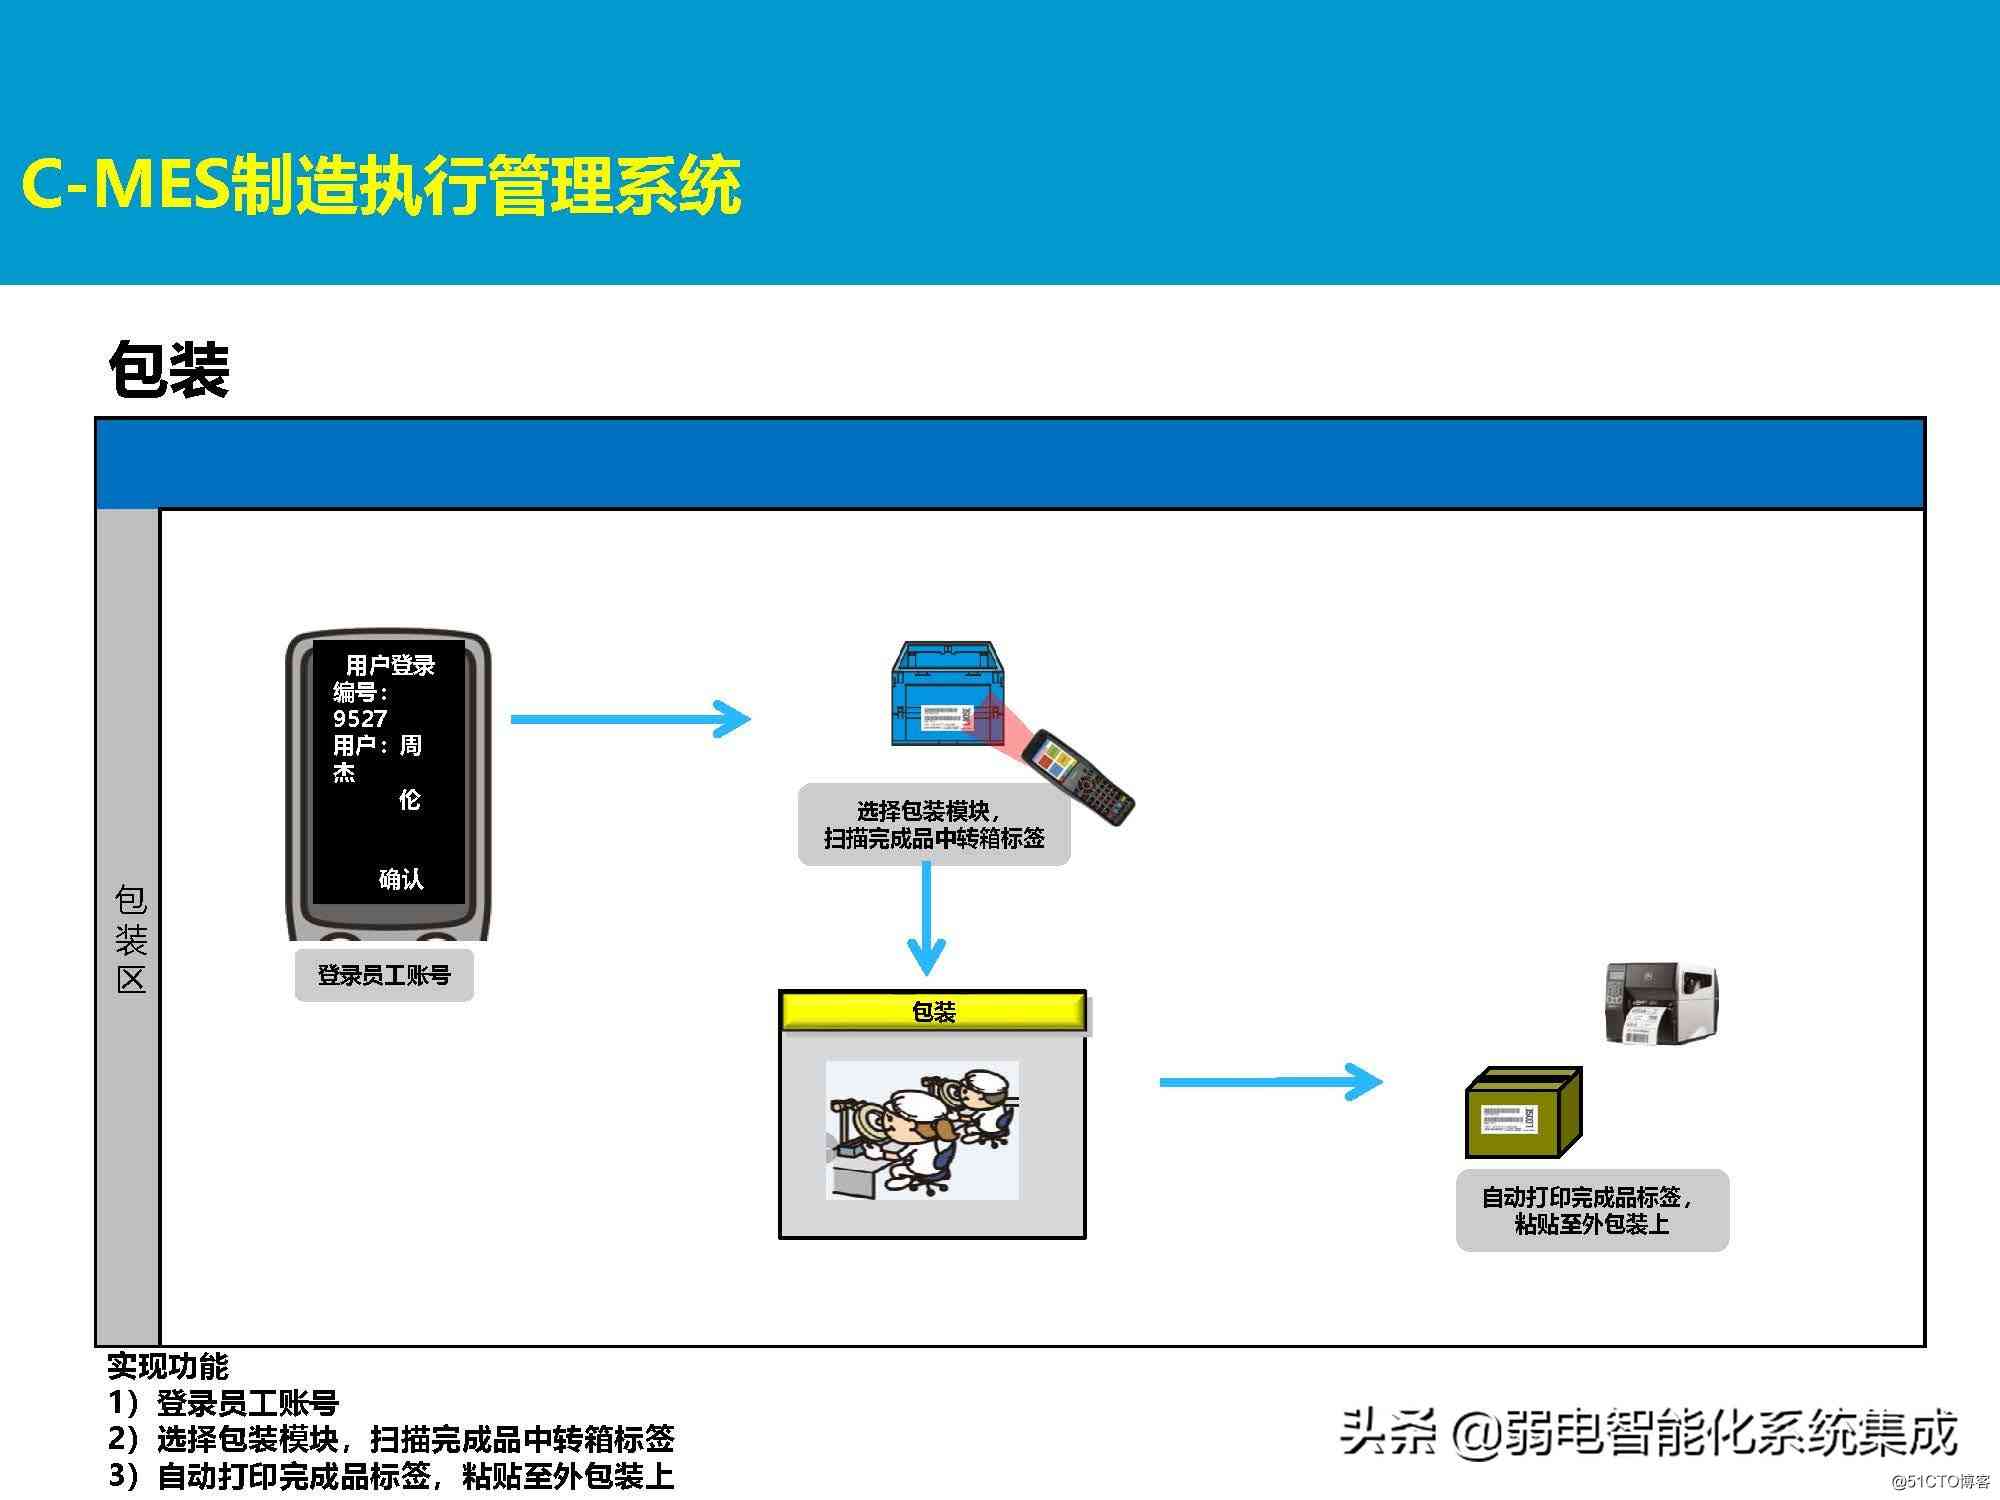 C-MES制造执行管理系统
包装
用户登录
编号：
9527
用户：周
杰
伦
确认
登录员工账号
选择包装模块，
扫描完成品中转箱标签
包
装
区
包装
自动打印完成品标签，
粘贴至外包装上
实现功能
1）登录员工账号
2）选择包装模块，扫描完成品中转箱标签
3）自动打印完成品标签，粘贴至外包装上
头条 @弱电智能化系统集成
@51CTO博客